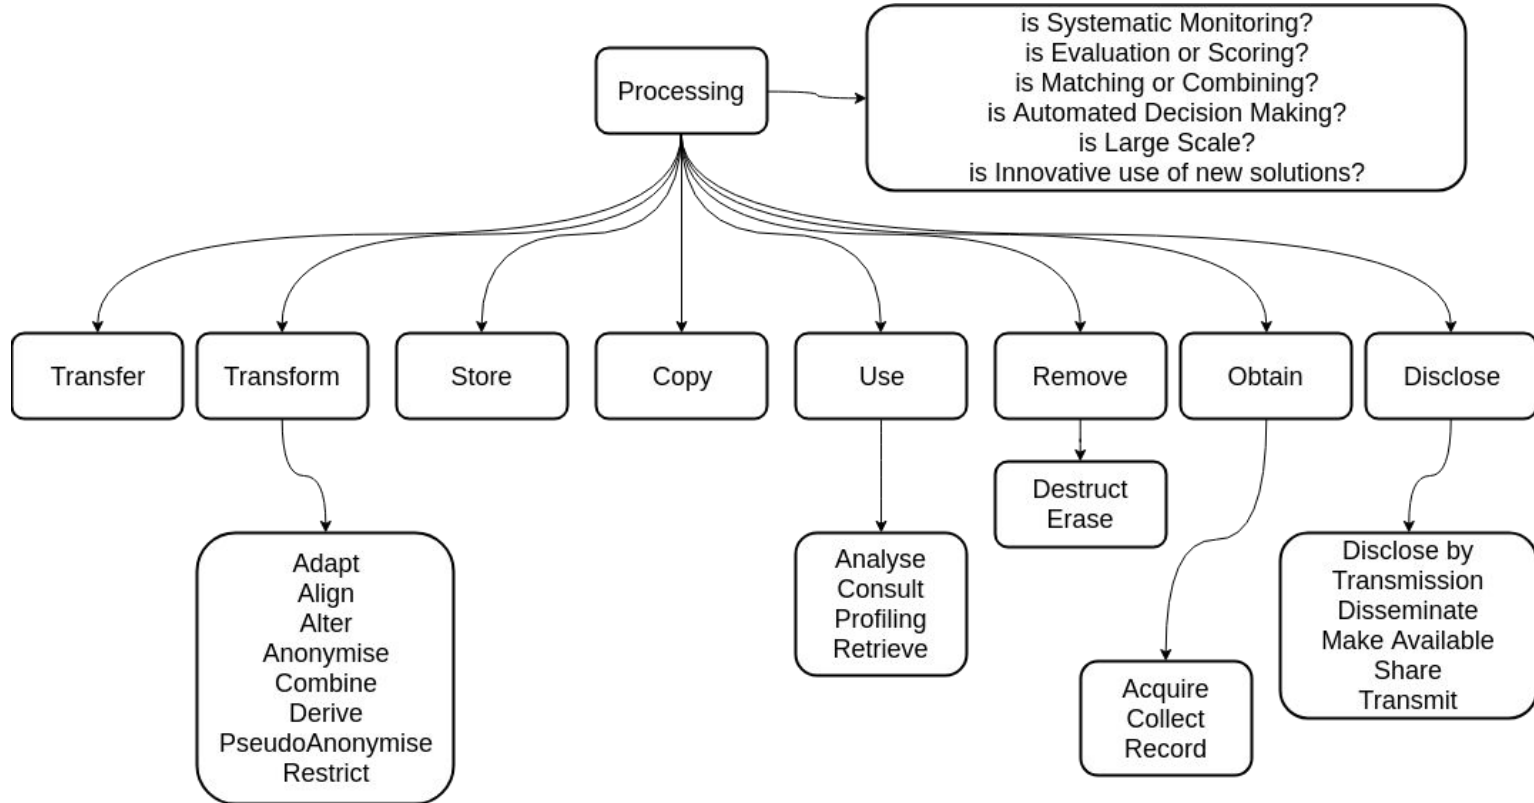 is Systematic Monitoring?
is Evaluation or Scoring?
is Matching or Combining?
is Automated Decision Making?
is Large Scale?
is Innovative use of new solutions?
Processing
Transfer
Transform
Store
Copy
Use
Remove
Obtain
Disclose
Adapt
Align
Alter
Anonymise
Combine
Derive
PseudoAnonymise
Restrict
Analyse
Consult
Profiling
Retrieve
Destruct
Erase
Acquire
Collect
Record
Disclose by
Transmission
Disseminate
Make Available
Share
Transmit